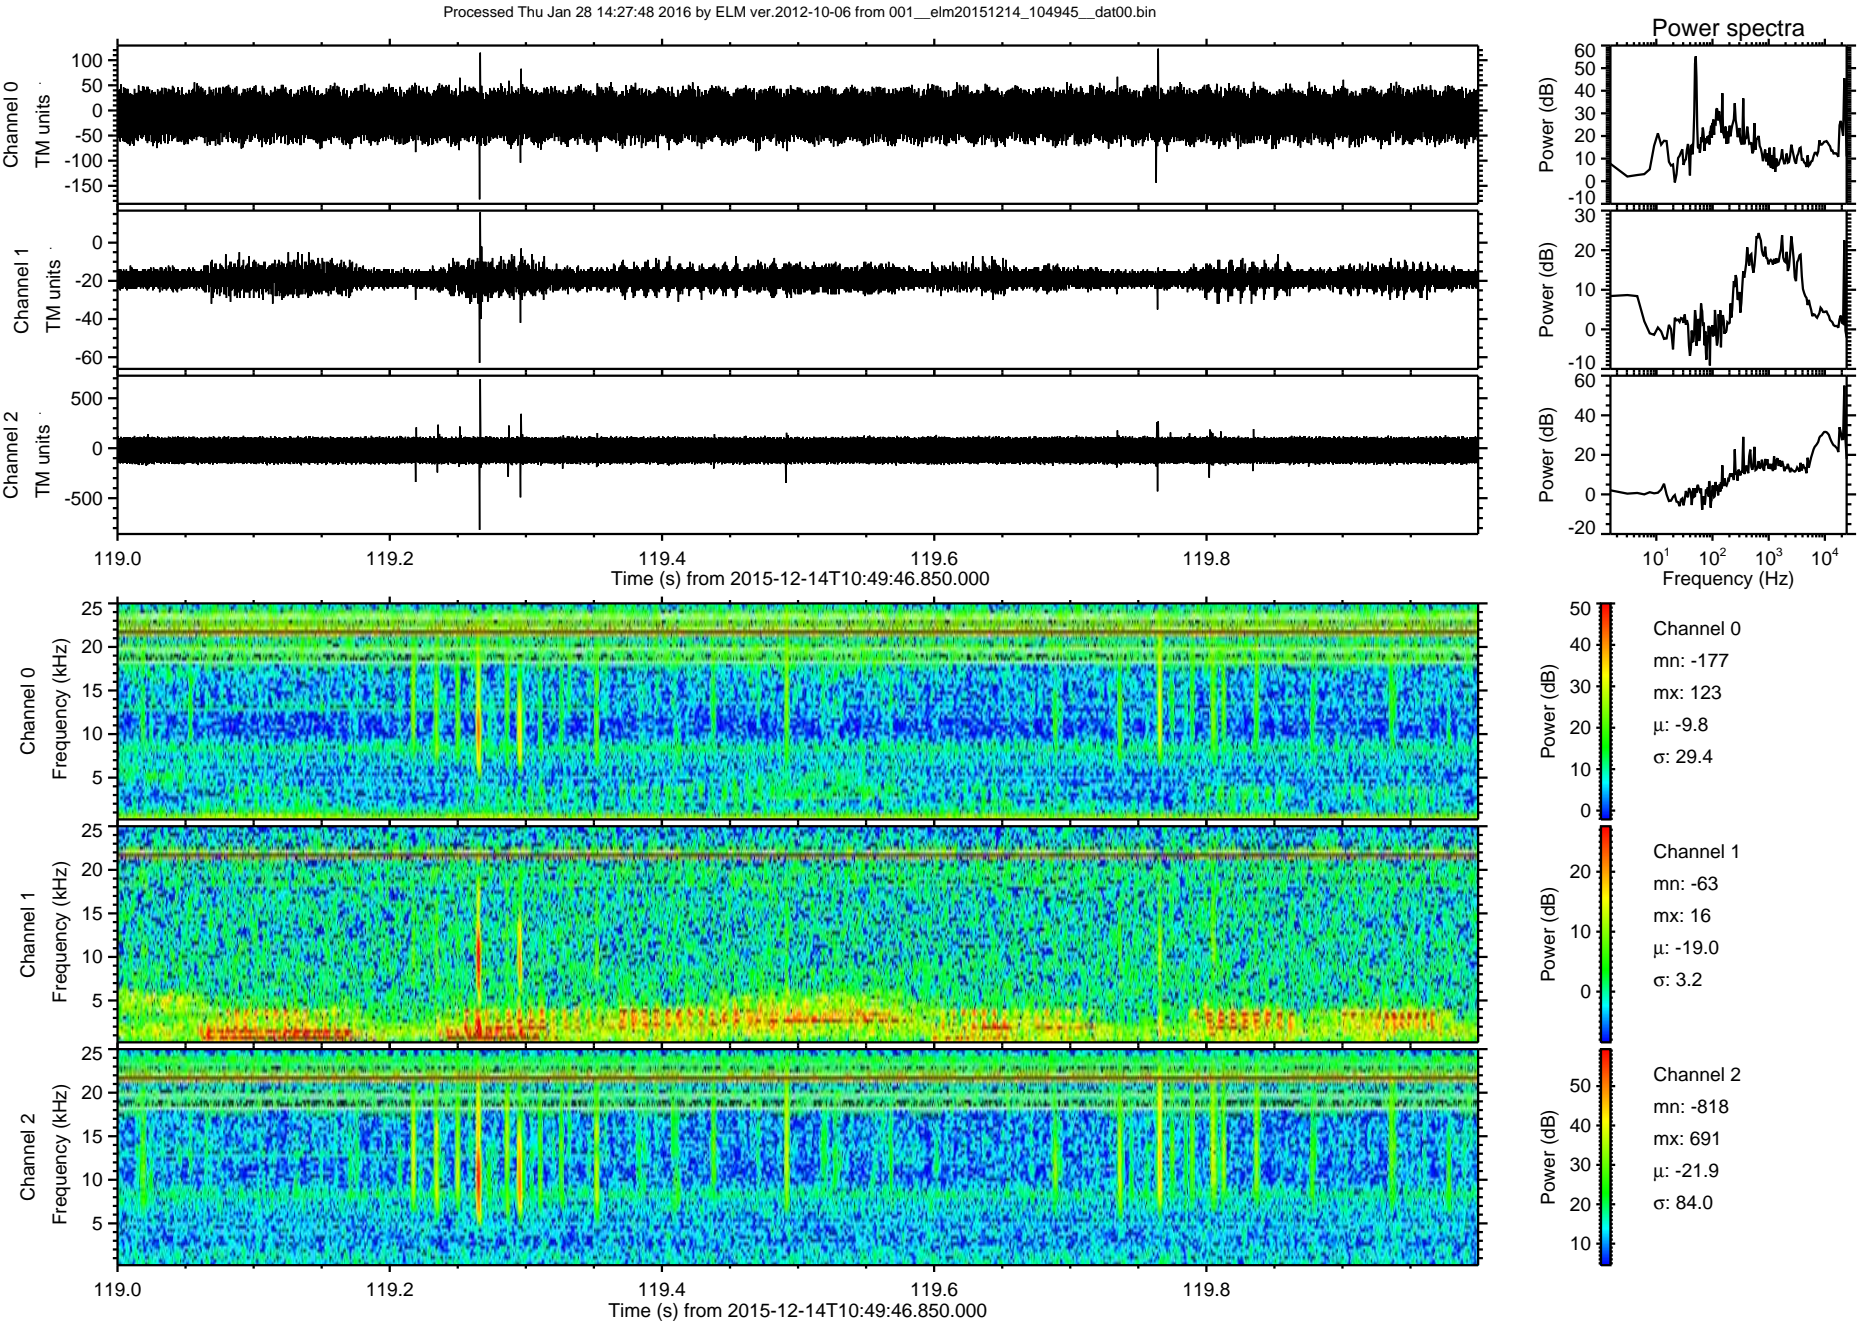 Processed Thu Jan 28 14:27:48 2016 by ELM ver.2012-10-06 from 001__elm20151214_104945__dat00.bin
Power spectra
Channel 0
TM units
100
50
0
-50
-100
-150
Power (dB)
60
50
40
30
20
10
0
-10
Channel 1
TM units
0
-20
-40
-60
Power (dB)
30
20
10
0
-10
Channel 2
TM units
500
0
-500
Power (dB)
60
40
20
0
-20
119.0 119.2 119.4 119.6 119.8
Time (s) from 2015-12-14T10:49:46.850.000
10^1 10^2 10^3 10^4
Frequency (Hz)
Channel 0
Frequency (kHz)
25
20
15
10
5
Power (dB)
50
40
30
20
10
0
Channel 0
mn: -177
mx: 123
μ: -9.8
σ: 29.4
Channel 1
Frequency (kHz)
25
20
15
10
5
Power (dB)
20
10
0
Channel 1
mn: -63
mx: 16
μ: -19.0
σ: 3.2
Channel 2
Frequency (kHz)
25
20
15
10
5
Power (dB)
50
40
30
20
10
Channel 2
mn: -818
mx: 691
μ: -21.9
σ: 84.0
119.0 119.2 119.4 119.6 119.8
Time (s) from 2015-12-14T10:49:46.850.000